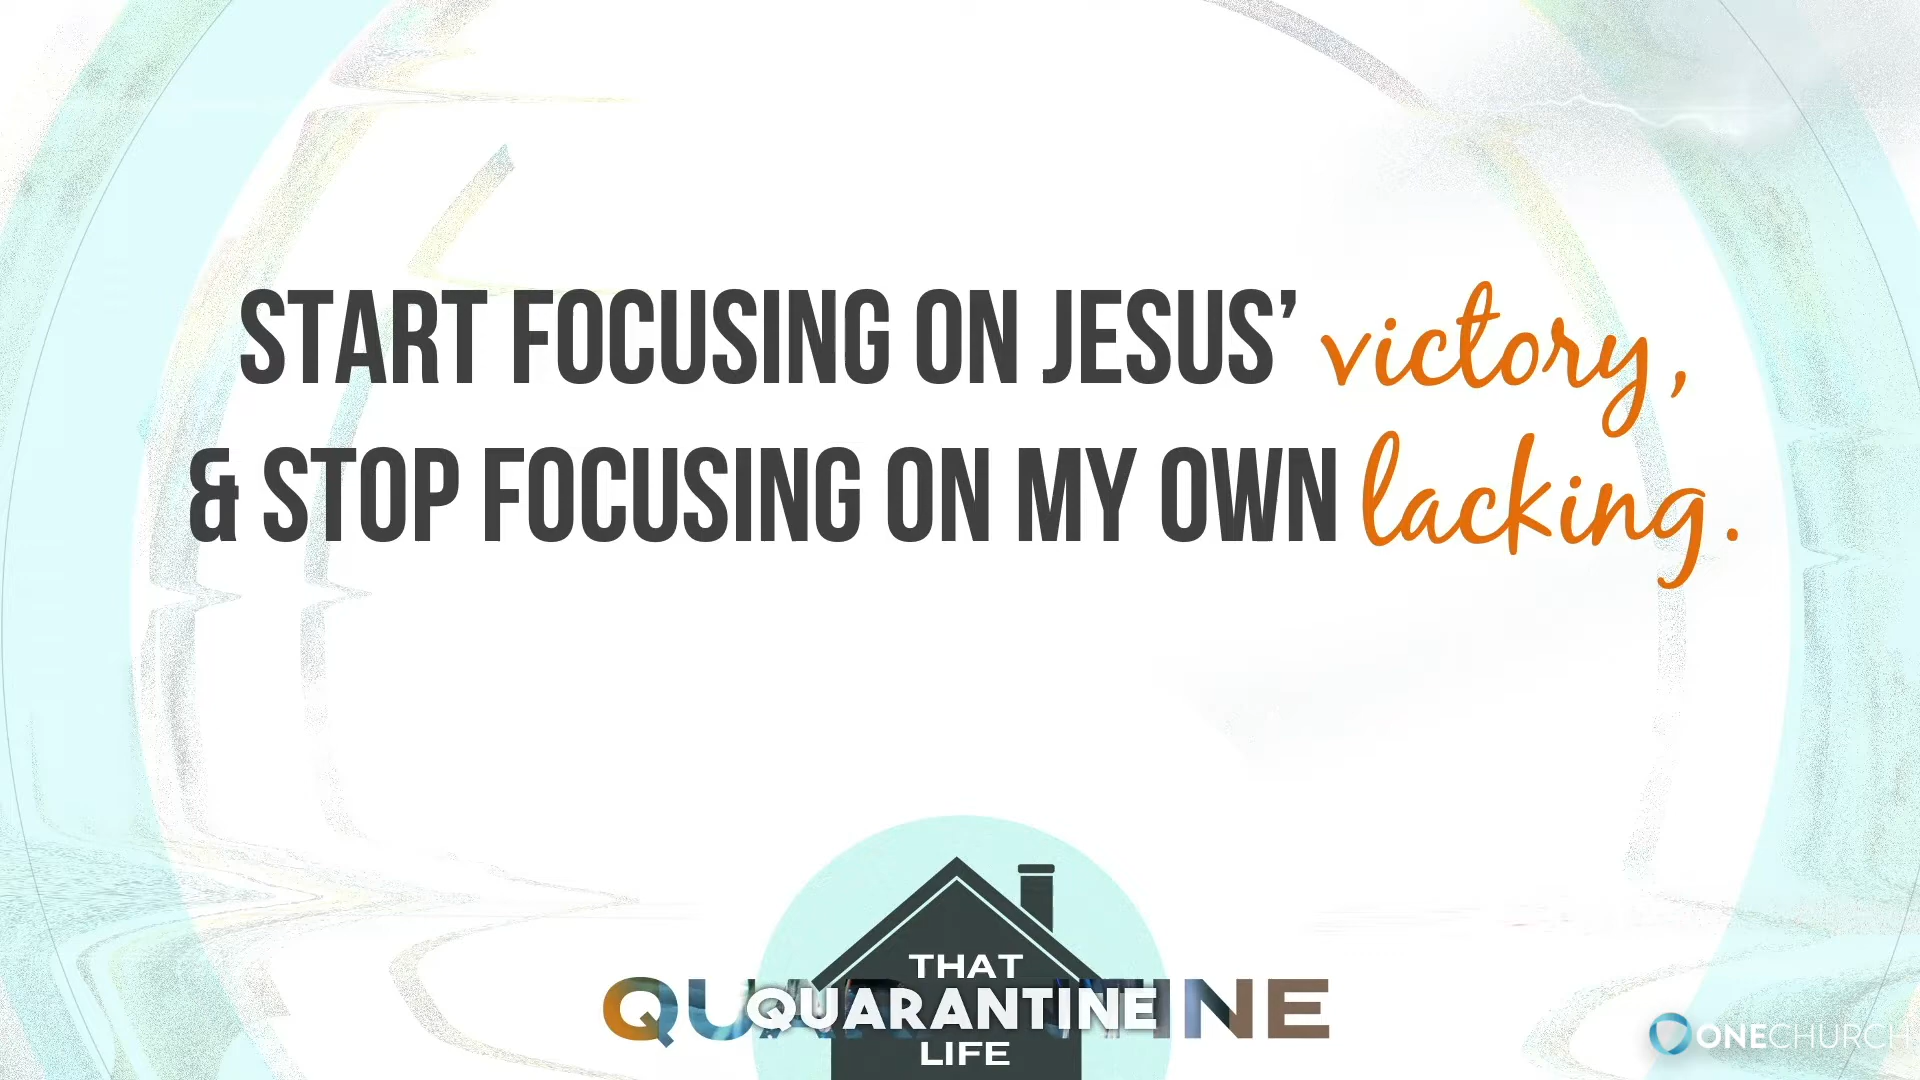 START FOCUSING ON JESUS’ victory,
& STOP FOCUSING ON MY OWN lacking.
THAT
QUARANTINE
LIFE
ONECHURCH